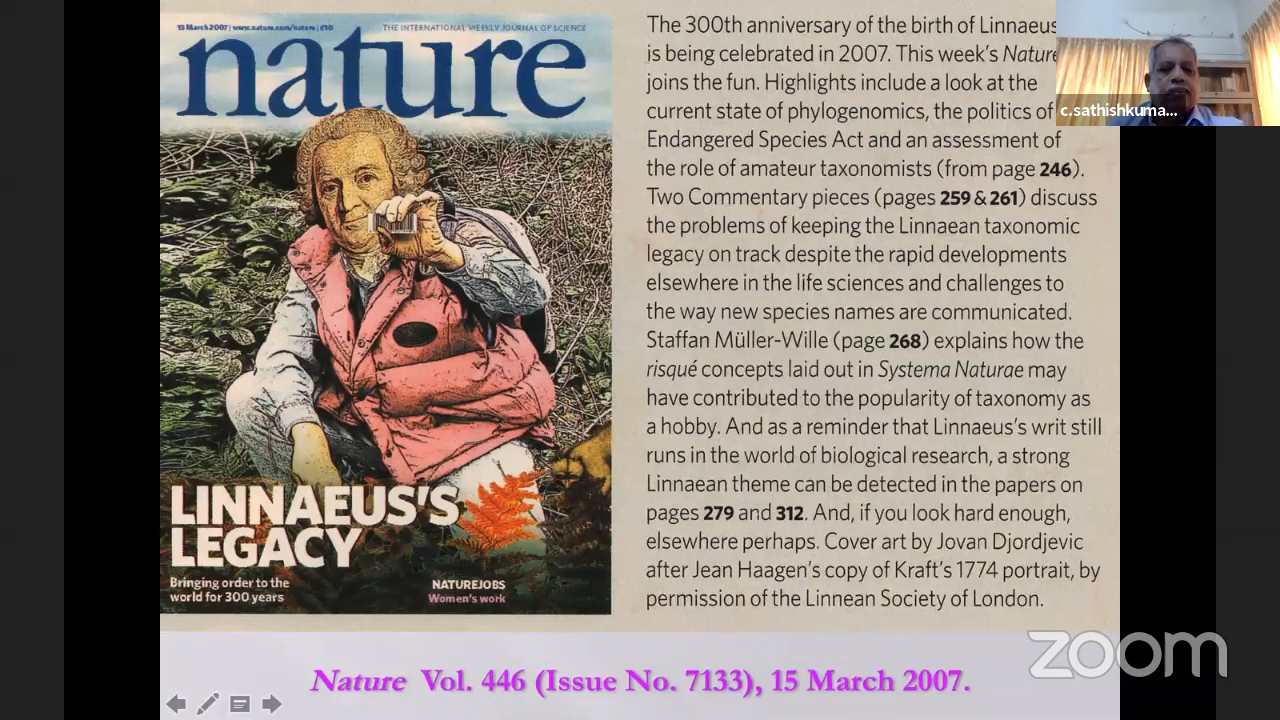 15 March 2007 | www.nature.com/nature | £10
THE INTERNATIONAL WEEKLY JOURNAL OF SCIENCE
nature
LINNAEUS'S
LEGACY
Bringing order to the
world for 300 years
NATUREJOBS
Women's work
The 300th anniversary of the birth of Linnaeus
is being celebrated in 2007. This week's Nature
joins the fun. Highlights include a look at the
current state of phylogenomics, the politics of
Endangered Species Act and an assessment of
the role of amateur taxonomists (from page 246).
Two Commentary pieces (pages 259 & 261) discuss
the problems of keeping the Linnaean taxonomic
legacy on track despite the rapid developments
elsewhere in the life sciences and challenges to
the way new species names are communicated.
Staffan Müller-Wille (page 268) explains how the
risqué concepts laid out in Systema Naturae may
have contributed to the popularity of taxonomy as
a hobby. And as a reminder that Linnaeus's writ still
runs in the world of biological research, a strong
Linnaean theme can be detected in the papers on
pages 279 and 312. And, if you look hard enough,
elsewhere perhaps. Cover art by Jovan Djordjevic
after Jean Haagen's copy of Kraft's 1774 portrait, by
permission of the Linnean Society of London.
c.sathishkuma...
zoom
Nature Vol. 446 (Issue No. 7133), 15 March 2007.